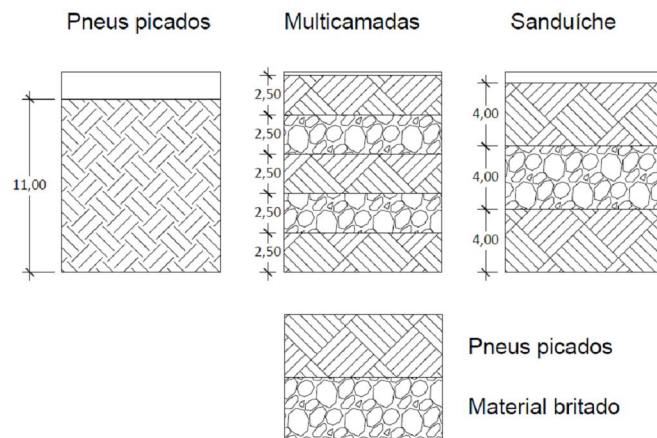 Pneus picados
Multicamadas
Sanduíche
11,00
2,50
2,50
2,50
2,50
2,50
4,00
4,00
4,00
Pneus picados
Material britado